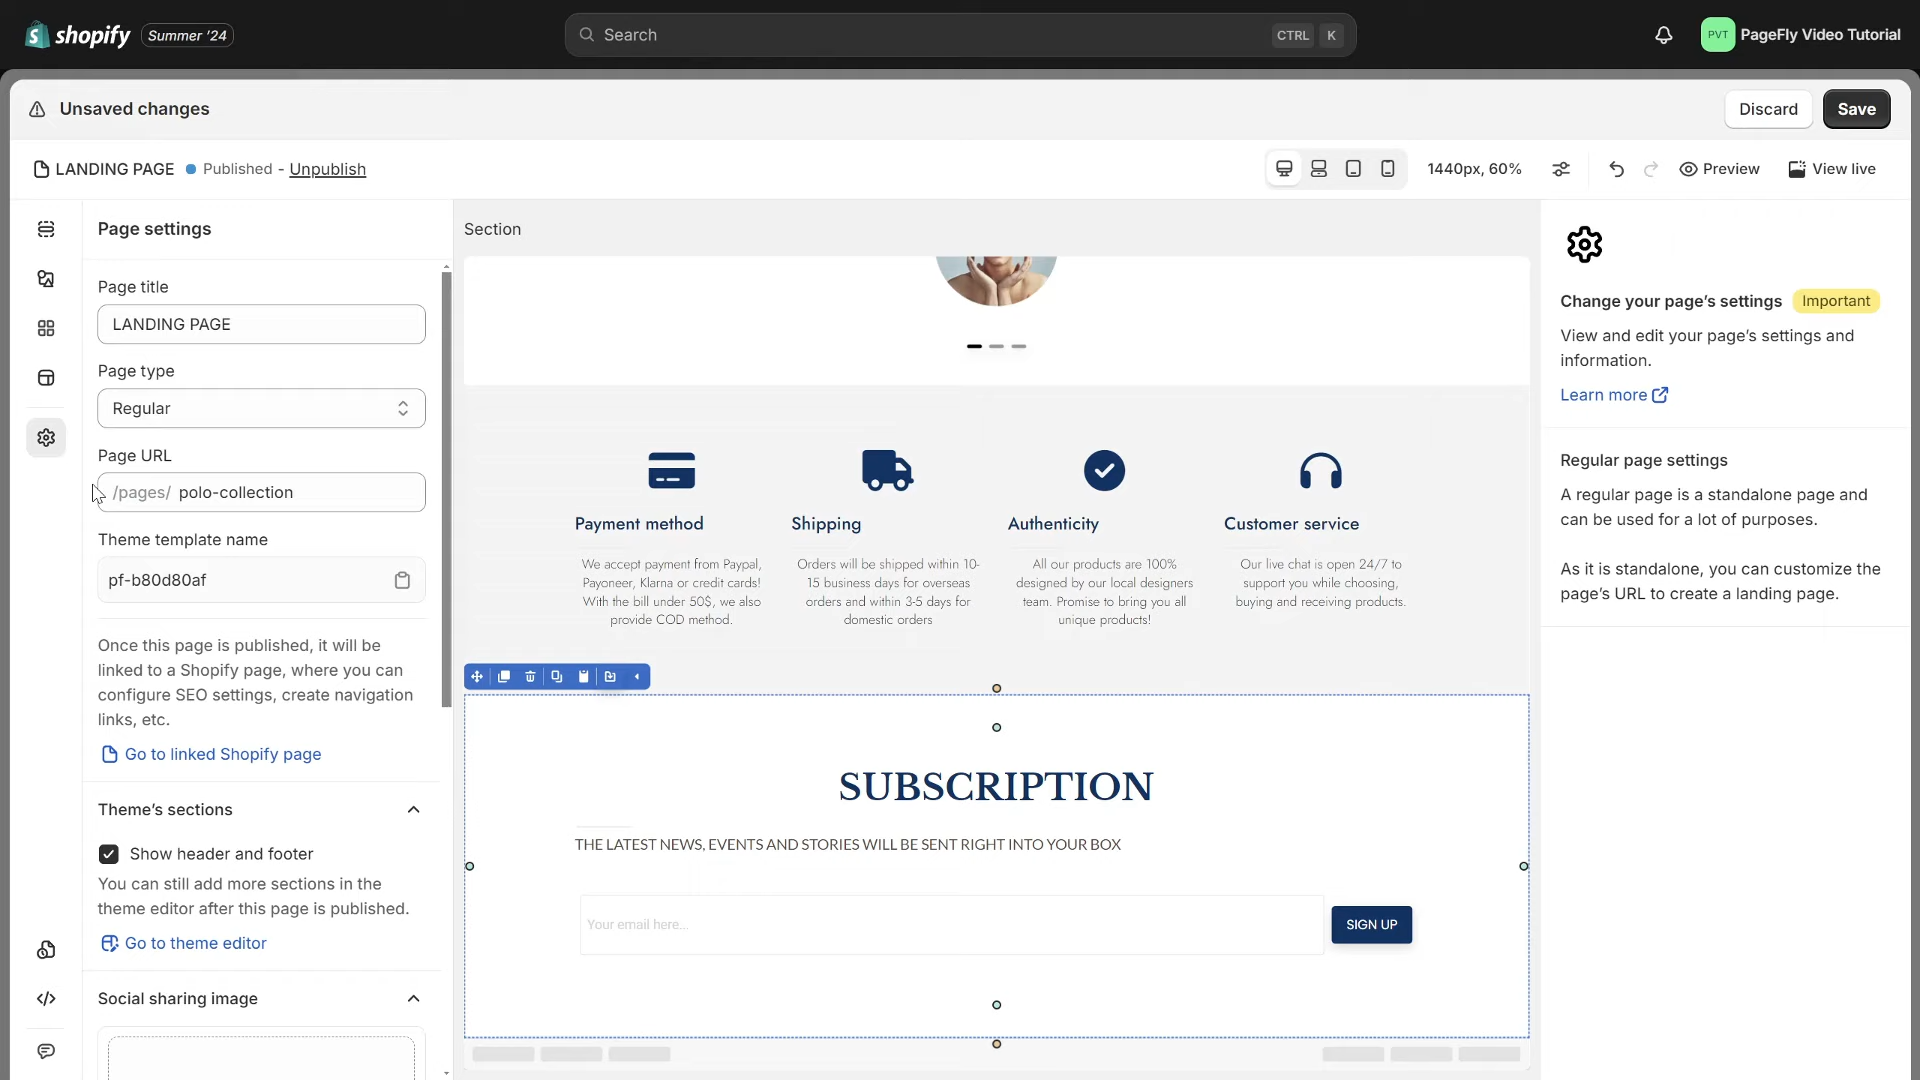 shopify
Summer '24
Search
CTRL K
PVT
PageFly Video Tutorial
Unsaved changes
Discard
Save
LANDING PAGE
Published - Unpublish
1440px, 60%
Preview
View live
Page settings
Page title
LANDING PAGE
Page type
Regular
Page URL
/pages/ polo-collection
Theme template name
pf-b80d80af
Once this page is published, it will be
linked to a Shopify page, where you can
configure SEO settings, create navigation
links, etc.
Go to linked Shopify page
Theme's sections
Show header and footer
You can still add more sections in the
theme editor after this page is published.
Go to theme editor
Social sharing image
Section
Payment method
We accept payment from Paypal,
Payoneer, Klarna or credit cards!
With the bill under 50$, we also
provide COD method.
Shipping
Orders will be shipped within 10-
15 business days for overseas
orders and within 3-5 days for
domestic orders
Authenticity
All our products are 100%
designed by our local designers
team. Promise to bring you all
unique products!
Customer service
Our live chat is open 24/7 to
support you while choosing,
buying and receiving products.
SUBSCRIPTION
THE LATEST NEWS, EVENTS AND STORIES WILL BE SENT RIGHT INTO YOUR BOX
Your email here...
SIGN UP
Change your page's settings
Important
View and edit your page's settings and
information.
Learn more
Regular page settings
A regular page is a standalone page and
can be used for a lot of purposes.
As it is standalone, you can customize the
page's URL to create a landing page.